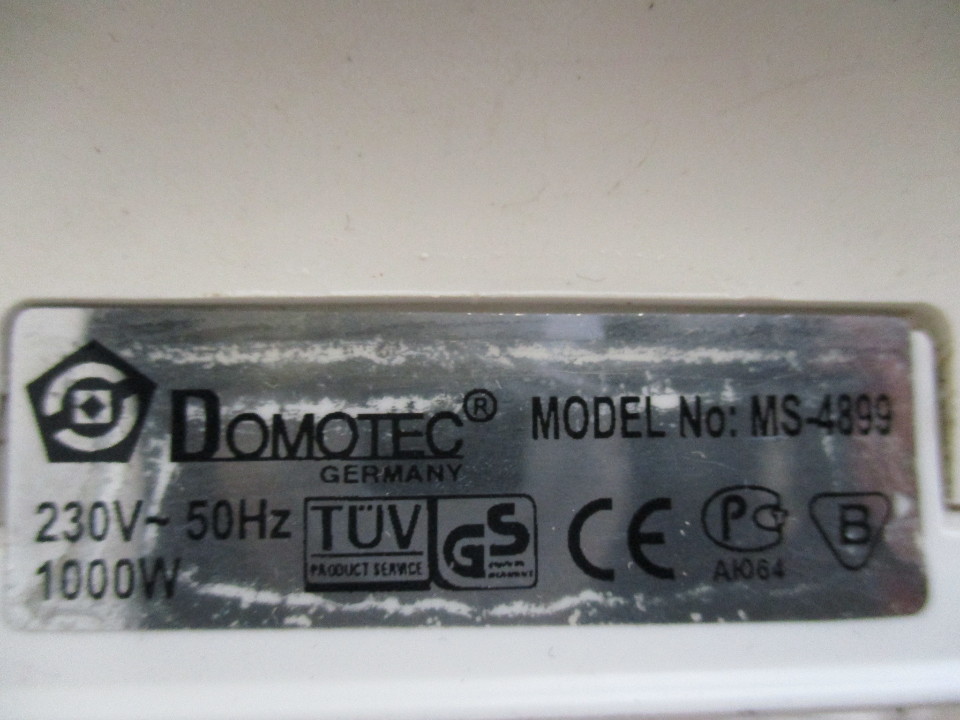 DOMOTEC® MODEL No: MS-4899
GERMANY
230V~ 50Hz
1000W
TÜV
PRODUCT SERVICE
GS
CE
PC
АЮ64
B